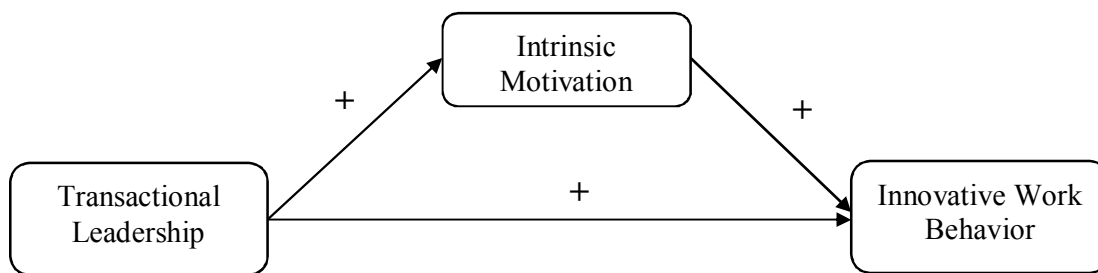 Intrinsic
Motivation
+
+
Transactional
Leadership
+
Innovative Work
Behavior